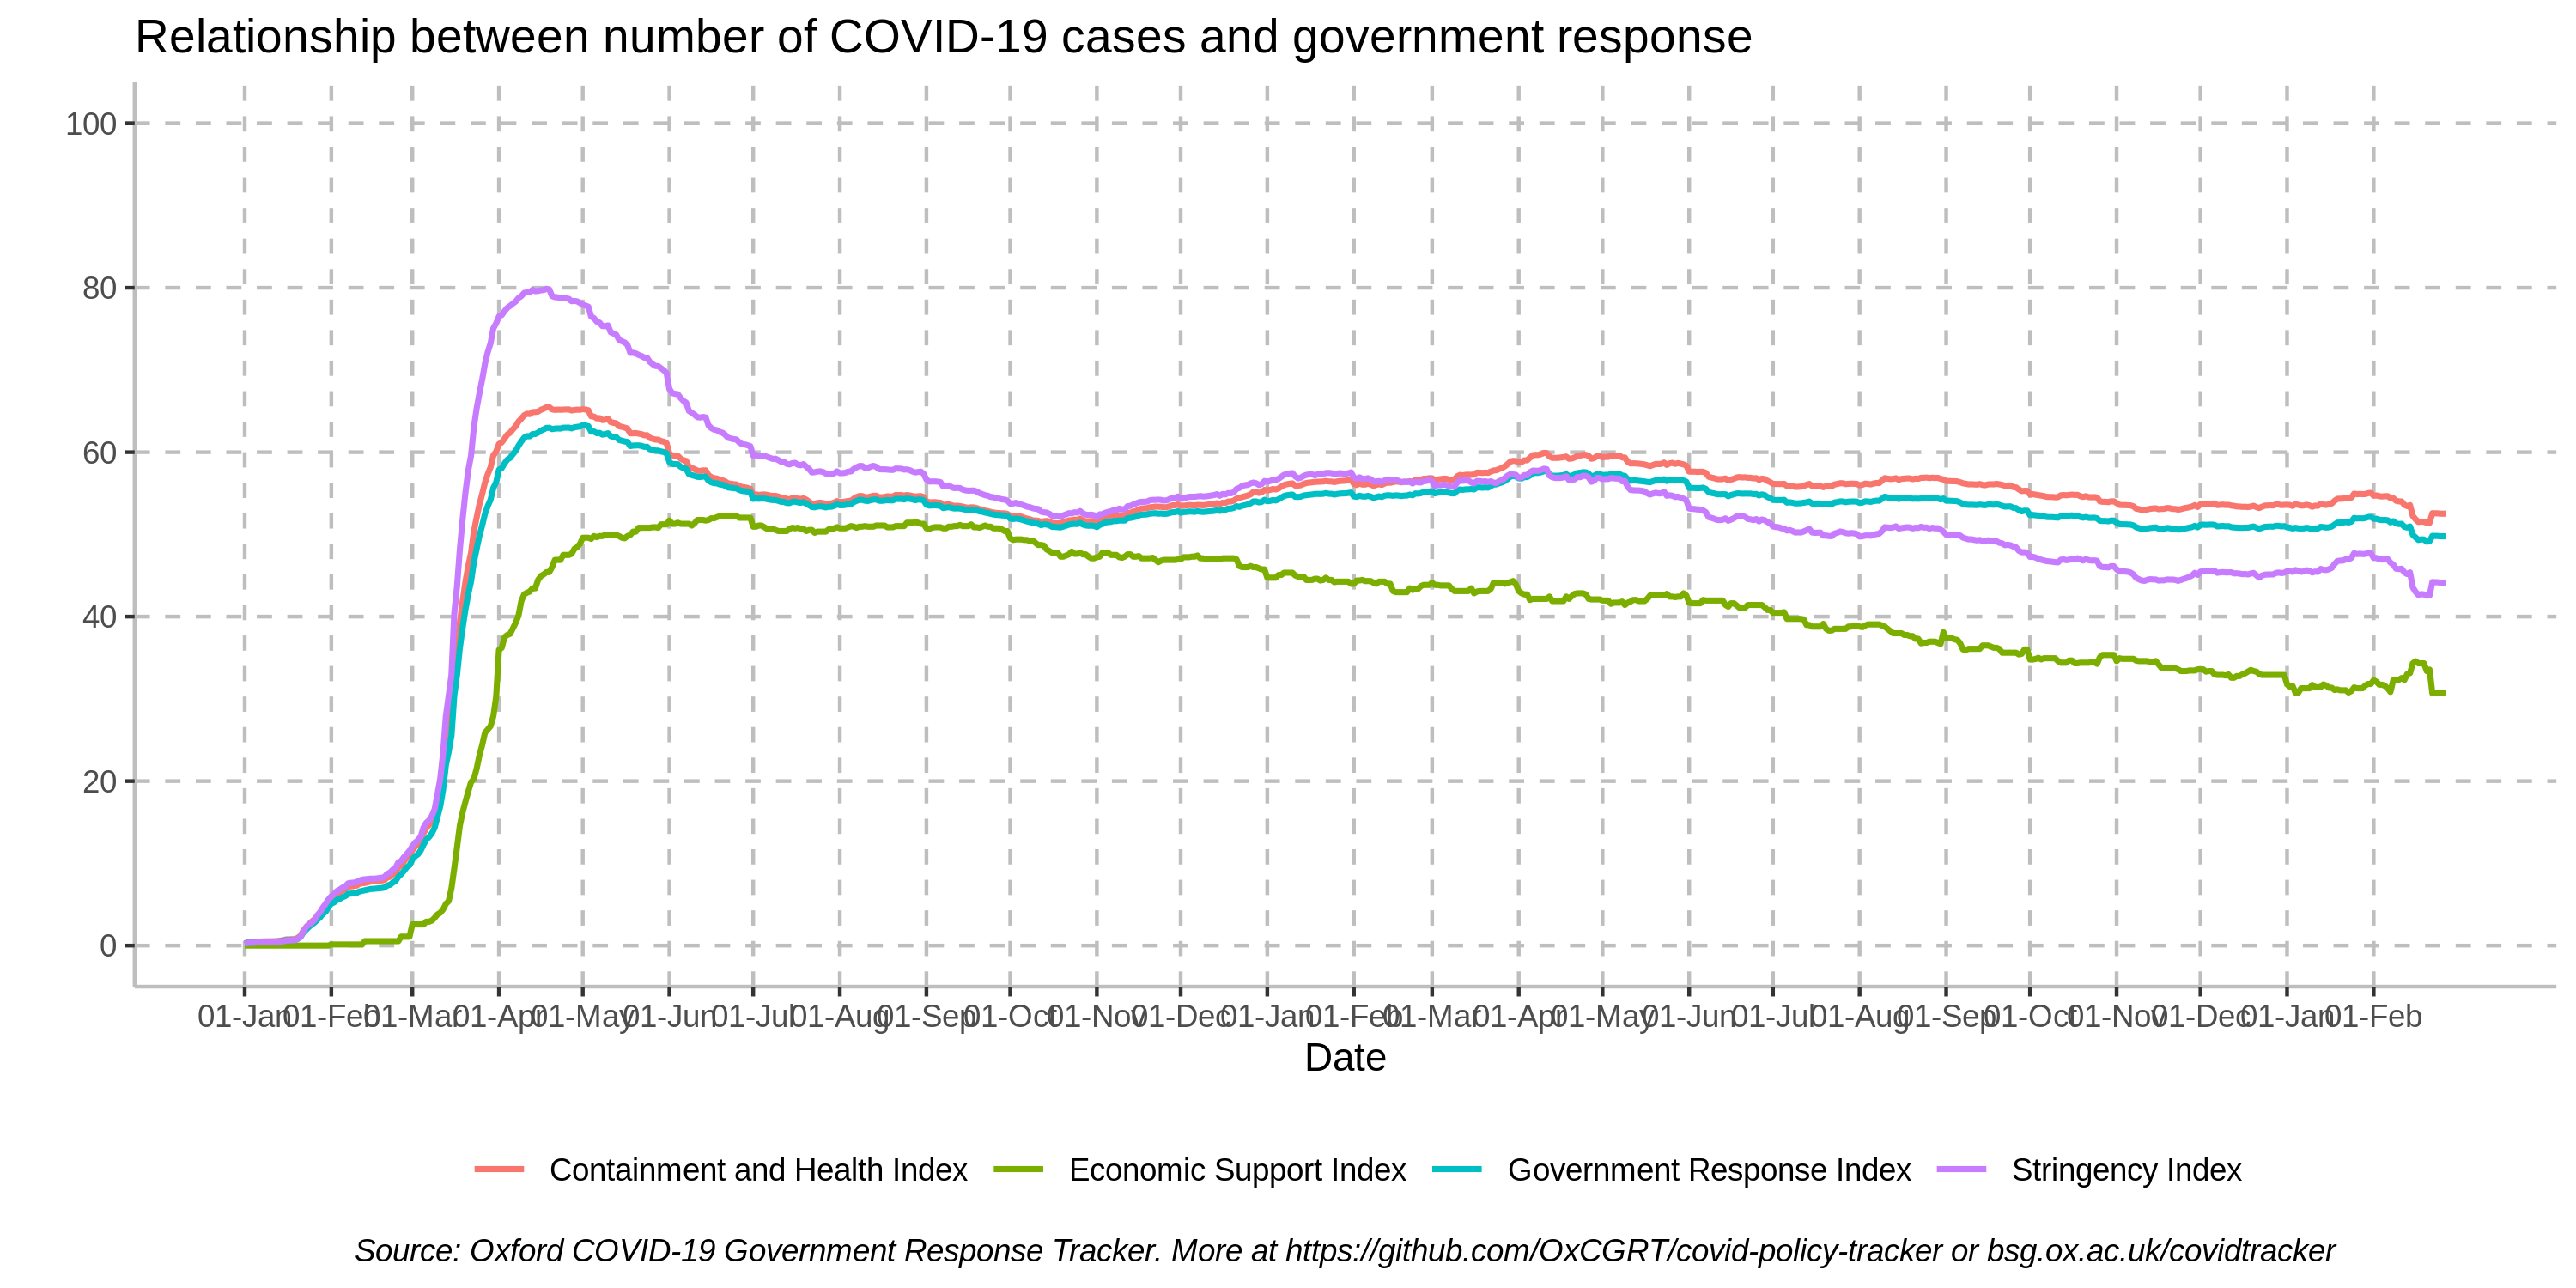 Relationship between number of COVID-19 cases and government response
100
80
60
40
20
0
01-Jan 01-Feb 01-Mar 01-Apr 01-May 01-Jun 01-Jul 01-Aug 01-Sep 01-Oct 01-Nov 01-Dec 01-Jan 01-Feb 01-Mar 01-Apr 01-May 01-Jun 01-Jul 01-Aug 01-Sep 01-Oct 01-Nov 01-Dec 01-Jan 01-Feb
Date
Containment and Health Index Economic Support Index Government Response Index Stringency Index
Source: Oxford COVID-19 Government Response Tracker. More at https://github.com/OxCGRT/covid-policy-tracker or bsg.ox.ac.uk/covidtracker